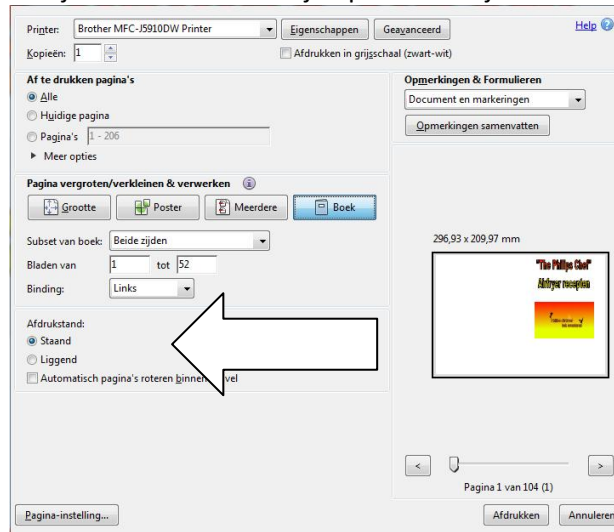 Printer: Brother MFC-J5910DW Printer Eigenschappen Geavanceerd Help
Kopieën: 1 Afdrukken in grijsschaal (zwart-wit)
Af te drukken pagina's
Alle
Huidige pagina
Pagina's 1 - 206
Meer opties
Opmerkingen & Formulieren
Document en markeringen
Opmerkingen samenvatten
Pagina vergroten/verkleinen & verwerken
Grootte Poster Meerdere Boek
Subset van boek: Beide zijden
Bladen van 1 tot 52
Binding: Links
Afdrukstand:
Staand
Liggend
Automatisch pagina's roteren binnen vel
296,93 x 209,97 mm
"The Philips Chef"
Airfryer recepten
< >
Pagina 1 van 104 (1)
Pagina-instelling... Afdrukken Annuleren